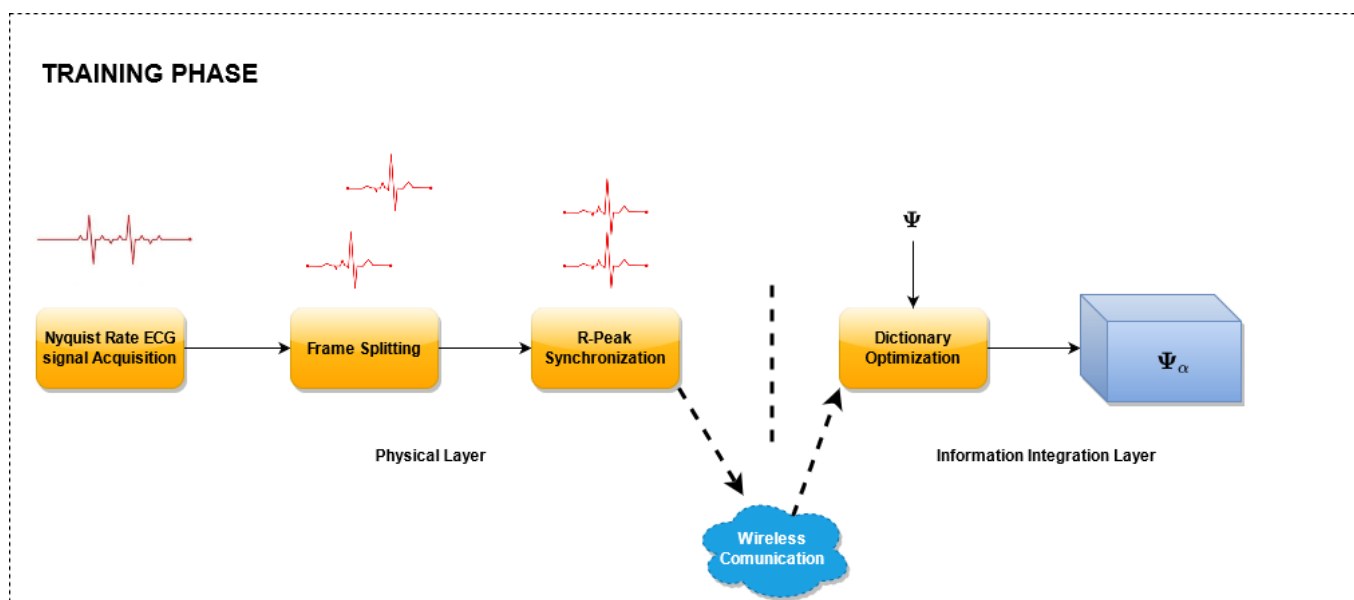 TRAINING PHASE
Ψ
Nyquist Rate ECG
signal Acquisition
Frame Splitting
R-Peak
Synchronization
Dictionary
Optimization
Ψα
Physical Layer
Information Integration Layer
Wireless
Comunication